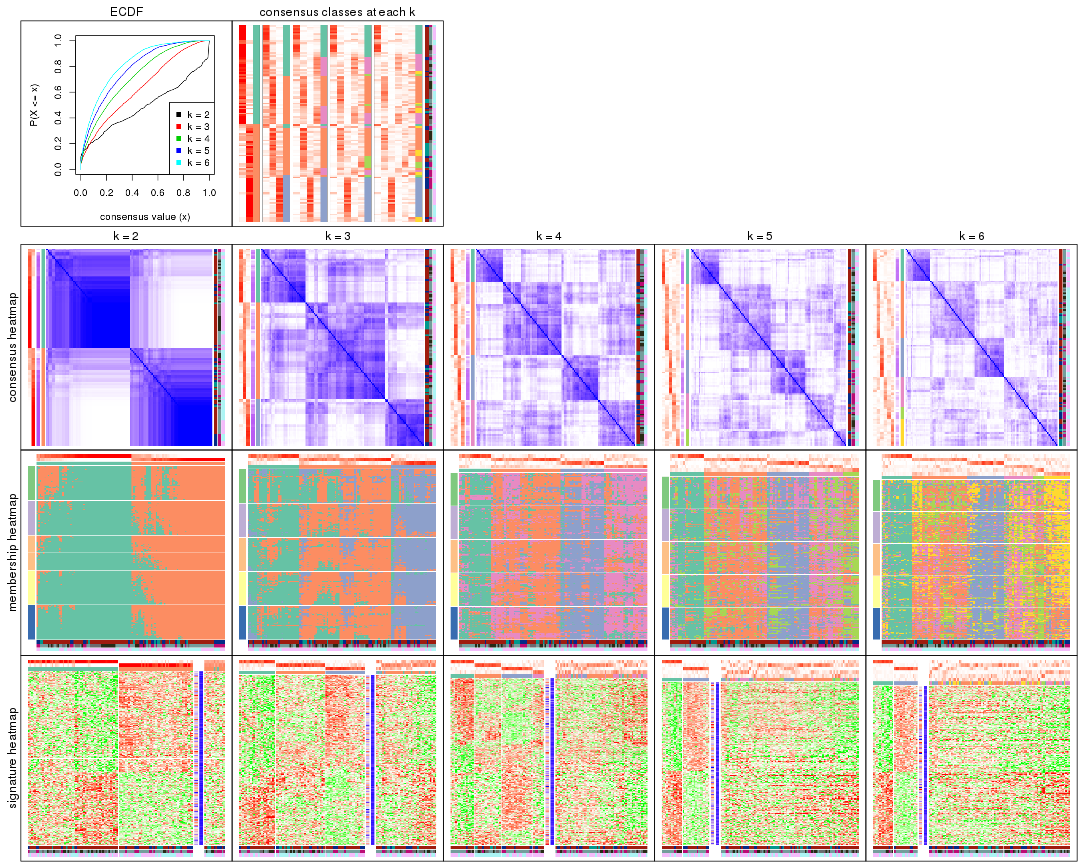 ECDF
consensus classes at each k
P(X <= x)
0.0
0.2
0.4
0.6
0.8
1.0
k = 2
k = 3
k = 4
k = 5
k = 6
0.0 0.2 0.4 0.6 0.8 1.0
consensus value (x)
k = 2
k = 3
k = 4
k = 5
k = 6
consensus heatmap
membership heatmap
signature heatmap